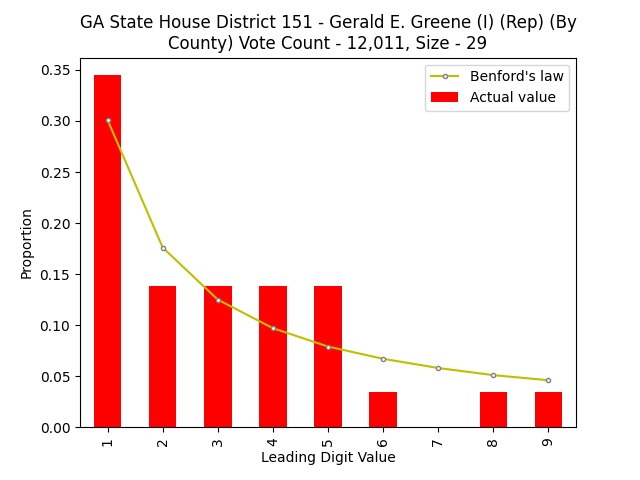 GA State House District 151 - Gerald E. Greene (I) (Rep) (By
County) Vote Count - 12,011, Size - 29
Benford's law
Actual value
0.35
0.30
0.25
0.20
0.15
0.10
0.05
0.00
Proportion
1 2 3 4 5 6 7 8 9
Leading Digit Value